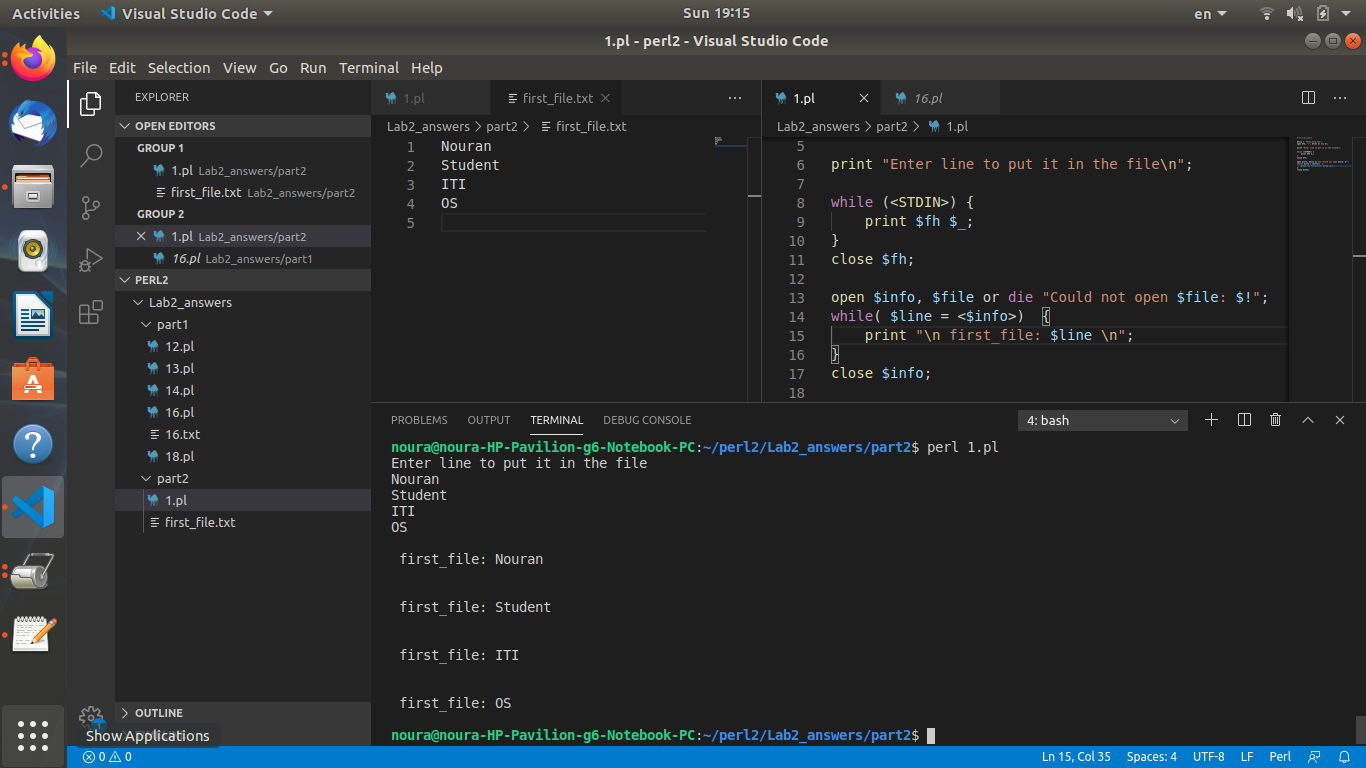 Activities Visual Studio Code Sun 19:15 en
1.pl - perl2 - Visual Studio Code
File Edit Selection View Go Run Terminal Help
EXPLORER
OPEN EDITORS
GROUP 1
1.pl Lab2_answers/part2
first_file.txt Lab2_answers/part2
GROUP 2
1.pl Lab2_answers/part2
16.pl Lab2_answers/part1
PERL2
Lab2_answers
part1
12.pl
13.pl
14.pl
16.pl
16.txt
18.pl
part2
1.pl
first_file.txt
OUTLINE
Show Applications
1.pl first_file.txt
Lab2_answers > part2 > first_file.txt
1 Nouran
2 Student
3 ITI
4 OS
5
1.pl 16.pl
Lab2_answers > part2 > 1.pl
5
6 print "Enter line to put it in the file\n";
7
8 while (<STDIN>) {
9 print $fh $_;
10 }
11 close $fh;
12
13 open $info, $file or die "Could not open $file: $!";
14 while( $line = <$info>)  {
15 print "\n first_file: $line \n";
16 }
17 close $info;
18
PROBLEMS OUTPUT TERMINAL DEBUG CONSOLE 4: bash
noura@noura-HP-Pavilion-g6-Notebook-PC:~/perl2/Lab2_answers/part2$ perl 1.pl
Enter line to put it in the file
Nouran
Student
ITI
OS
first_file: Nouran
first_file: Student
first_file: ITI
first_file: OS
noura@noura-HP-Pavilion-g6-Notebook-PC:~/perl2/Lab2_answers/part2$
0 0 Ln 15, Col 35 Spaces: 4 UTF-8 LF Perl